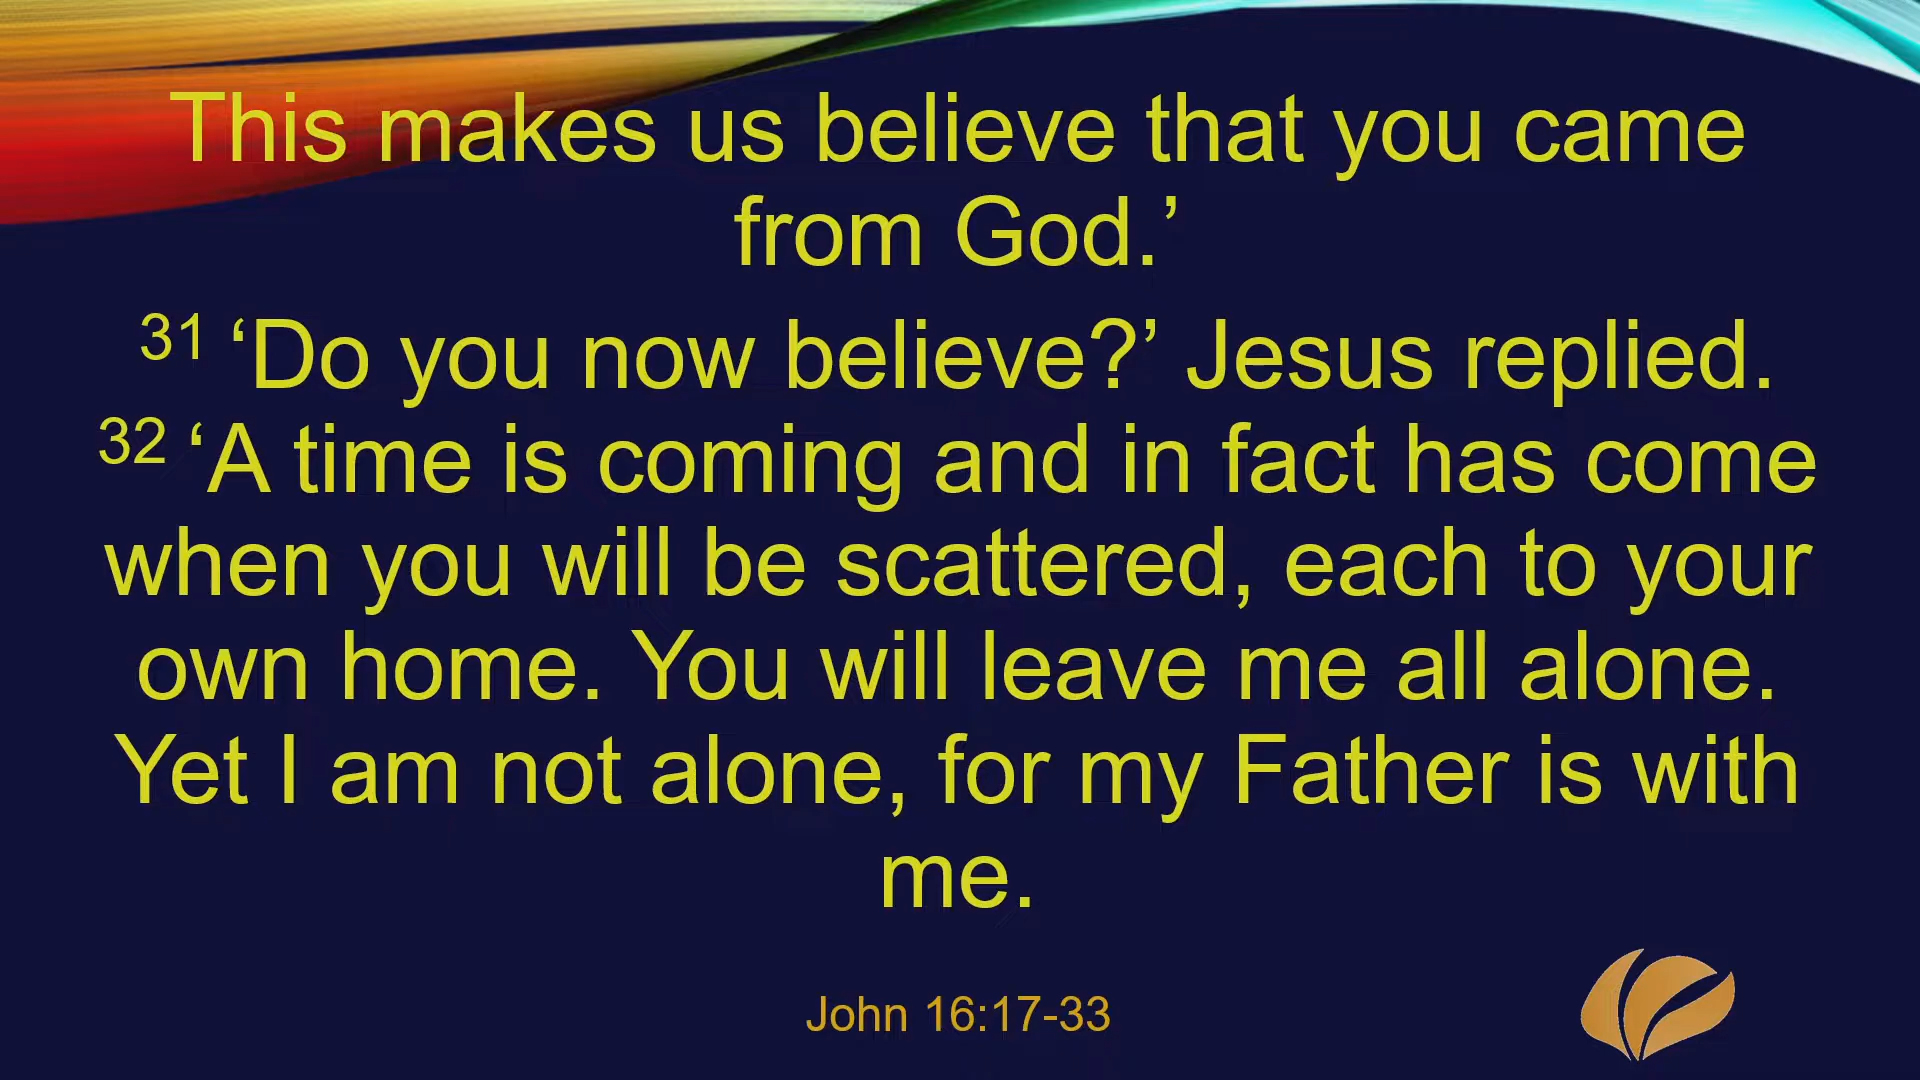 This makes us believe that you came
from God.’
31 ‘Do you now believe?’ Jesus replied.
32 ‘A time is coming and in fact has come
when you will be scattered, each to your
own home. You will leave me all alone.
Yet I am not alone, for my Father is with
me.
John 16:17-33